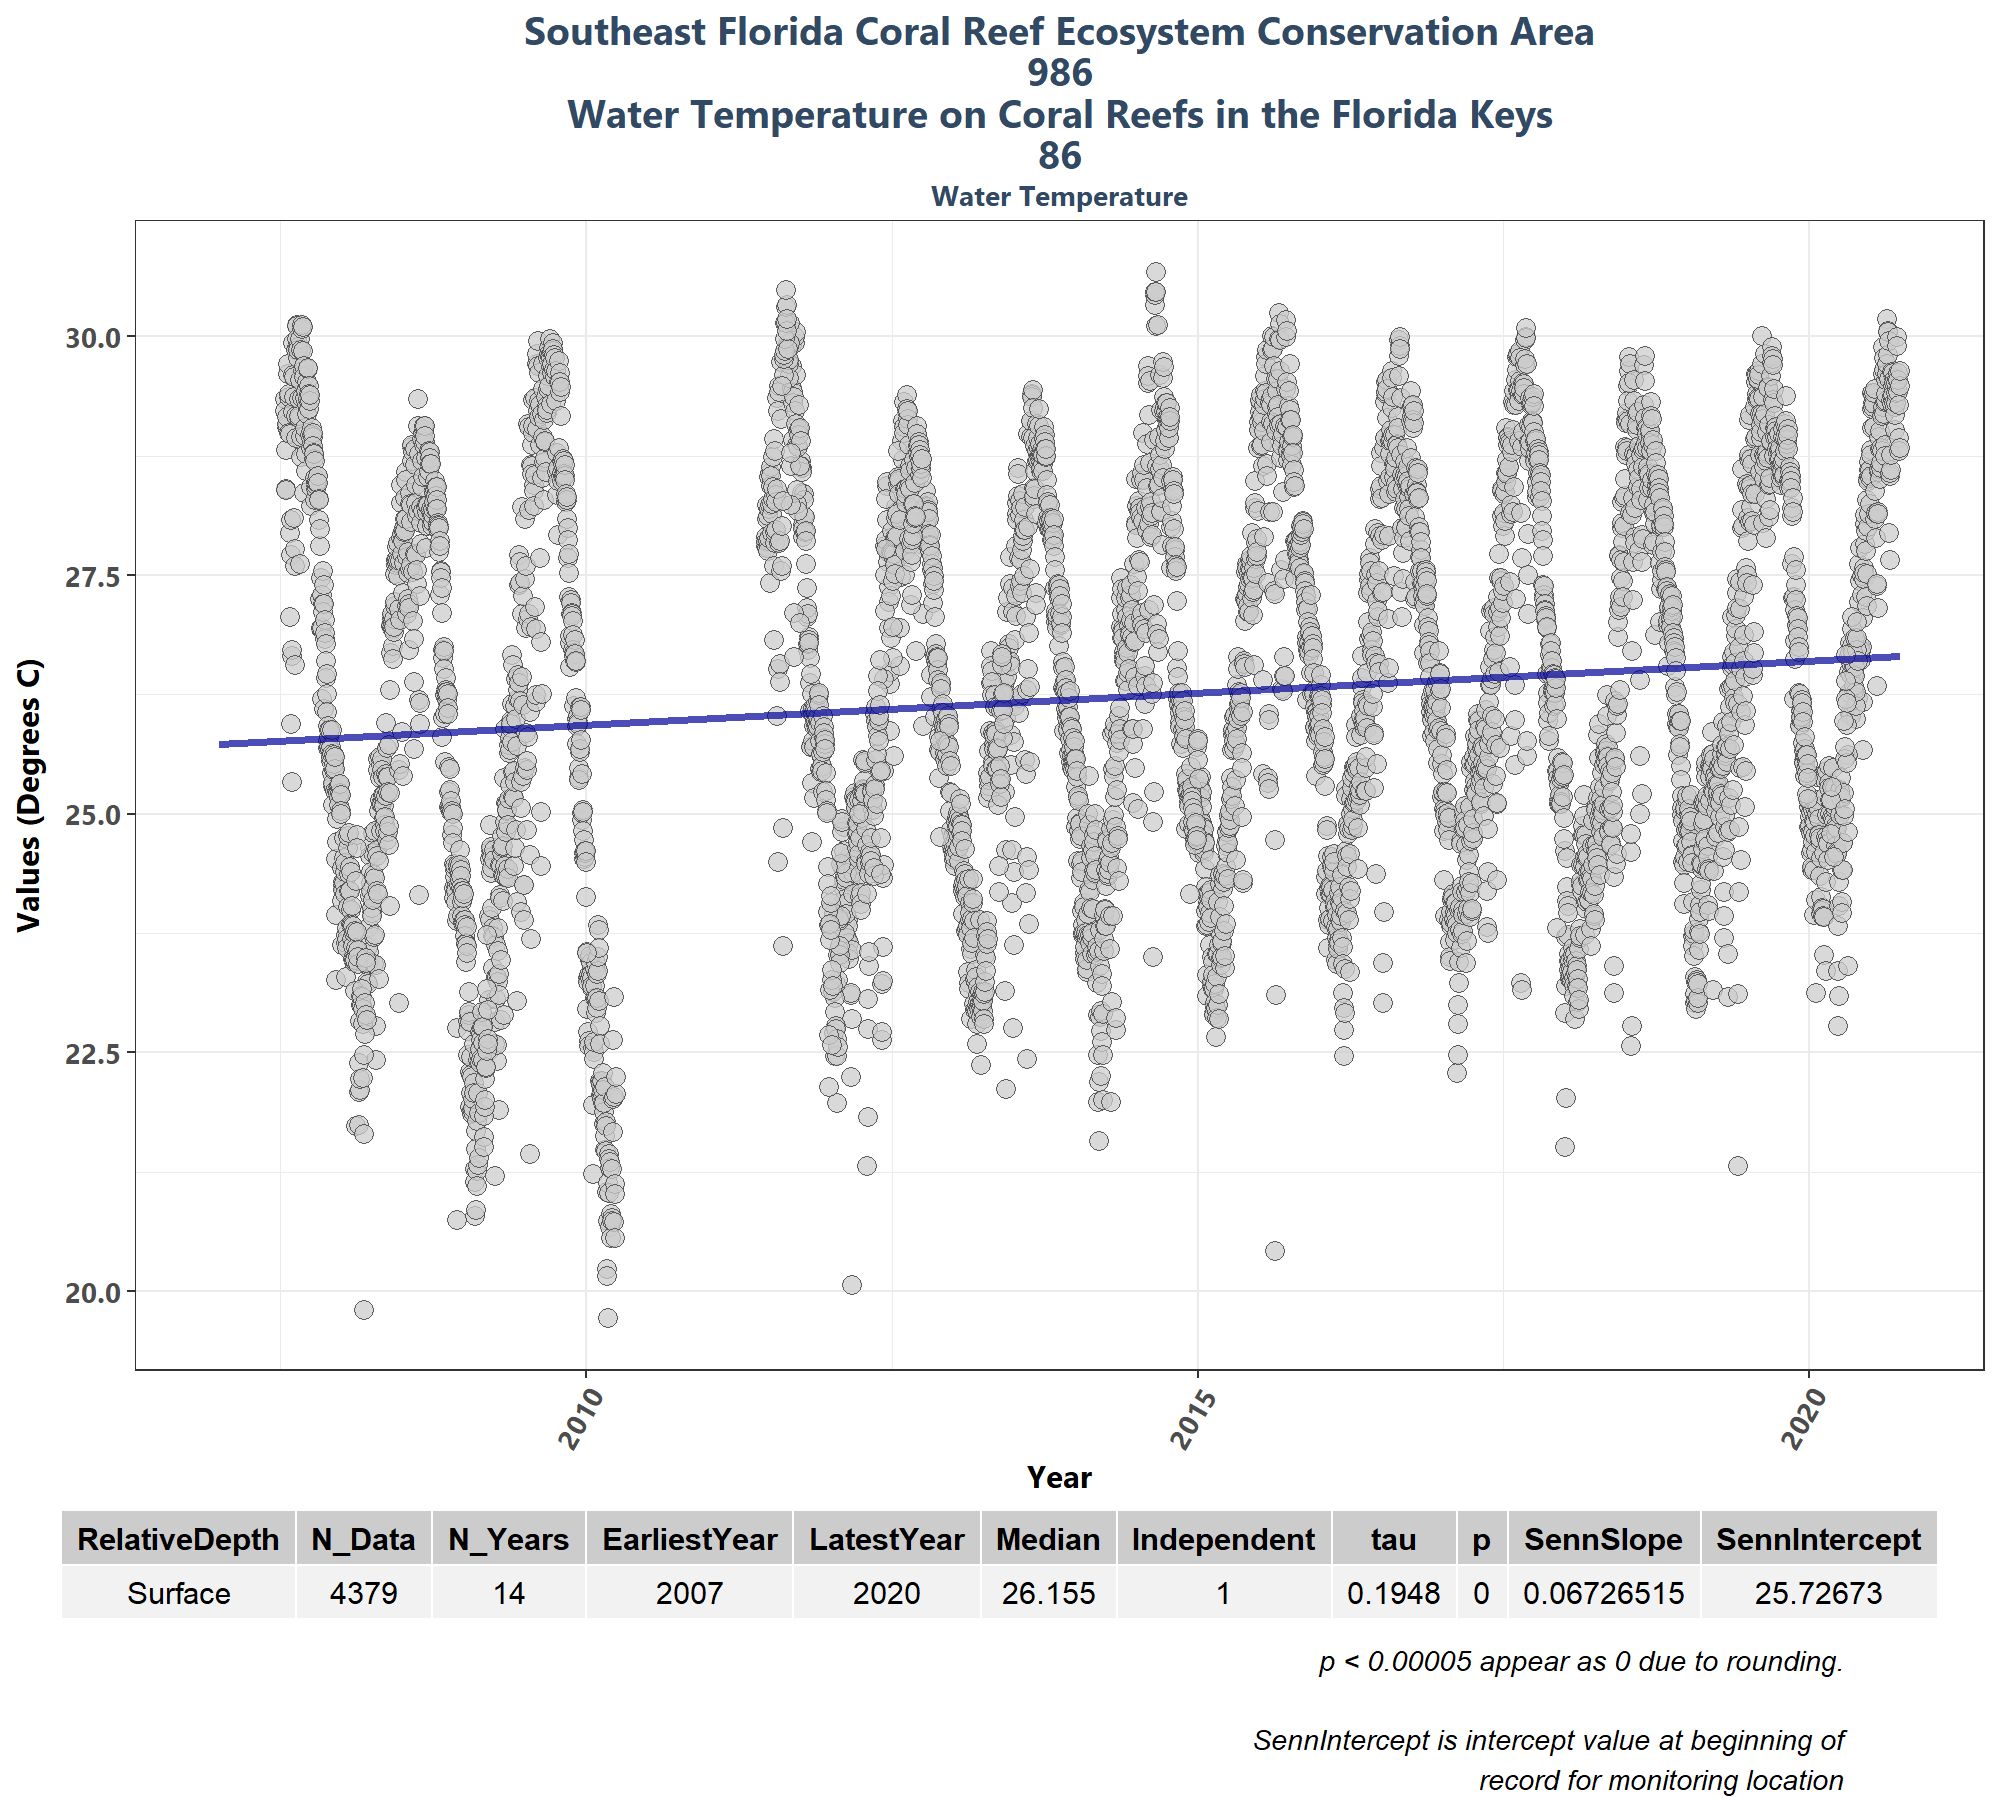 Southeast Florida Coral Reef Ecosystem Conservation Area
986
Water Temperature on Coral Reefs in the Florida Keys
86
Water Temperature
30.0
27.5
25.0
22.5
20.0
Values (Degrees C)
2010
2015
2020
Year
RelativeDepth N_Data N_Years EarliestYear LatestYear Median Independent tau p SennSlope SennIntercept
Surface 4379 14 2007 2020 26.155 1 0.1948 0 0.06726515 25.72673
p < 0.00005 appear as 0 due to rounding.
SennIntercept is intercept value at beginning of
record for monitoring location